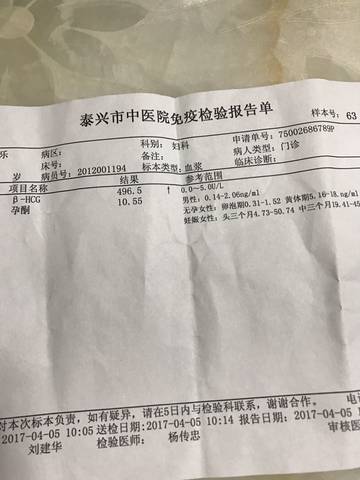 泰兴市中医院免疫检验报告单
样本号: 63
乐 病区: 科别: 妇科 申请单号: 75002686789P
床号: 备注: 病人类型: 门诊
岁 病员号: 2012001194 标本类型: 血浆 临床诊断:
项目名称 结果 参考范围
β-HCG 496.5 ↑ 0.0~5.0U/L
孕酮 10.55 男性: 0.14-2.06ng/ml
无孕女性: 卵泡期0.31-1.52 黄体期5.16-18.ng/ml
妊娠女性: 头三个月4.73-50.74 中三个月19.41-45
对本次标本负责, 如有疑异, 请在5日内与检验科联系, 谢谢合作。 电话
2017-04-05 10:05 送检日期: 2017-04-05 10:14 报告日期: 2017-04-05
刘建华 检验医师: 杨传忠 审核医